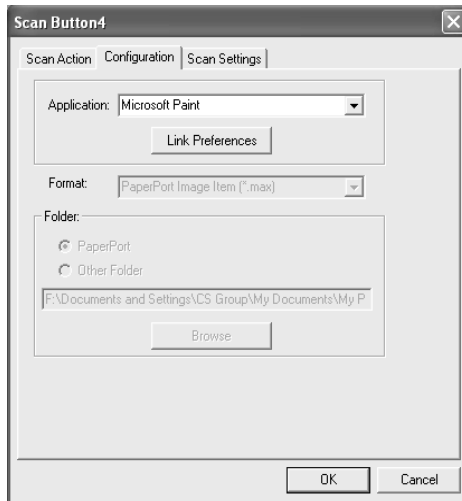 Scan Button4
Scan Action Configuration Scan Settings
Application: Microsoft Paint
Link Preferences
Format: PaperPort Image Item (*.max)
Folder:
PaperPort
Other Folder
F:\Documents and Settings\CS Group\My Documents\My P
Browse
OK Cancel